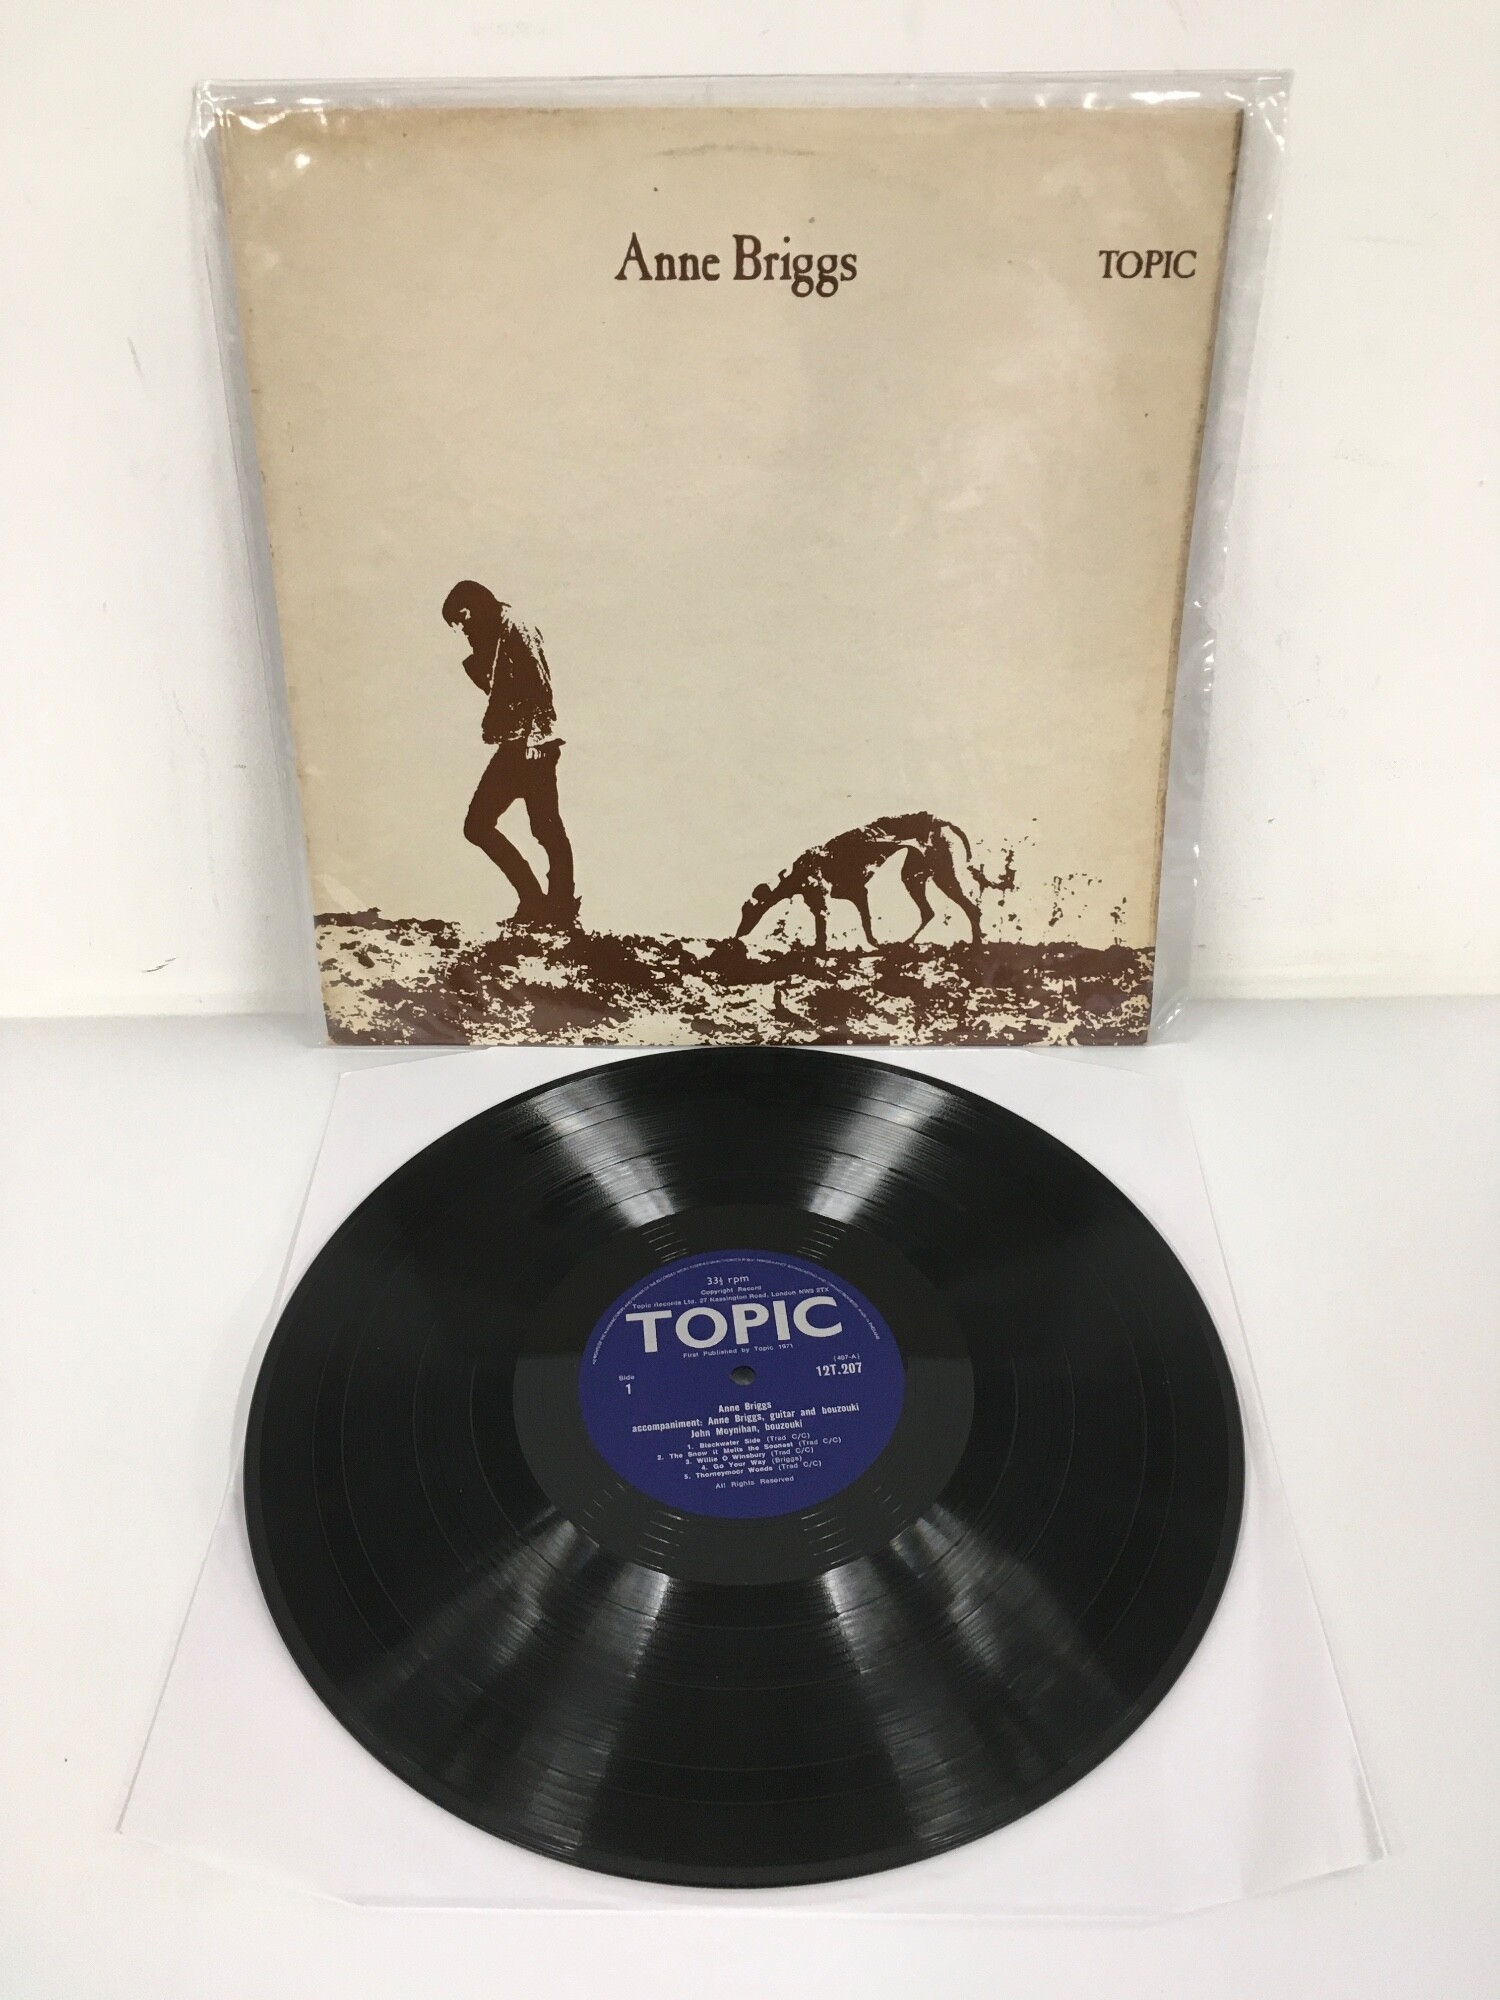 Anne Briggs
TOPIC
33⅓ rpm
Copyright Record
Topic Records Ltd. 27 Nassington Road, London NW3 2TX
TOPIC
First Published by Topic 1971
(407-A)
Side
12T.207
1
Anne Briggs
accompaniment: Anne Briggs, guitar and bouzouki
John Moynihan, bouzouki
1. Blackwater Side (Trad C/C)
2. The Snow it Melts the Soonest (Trad C/C)
3. Willie O Winsbury (Trad C/C)
4. Go Your Way (Briggs)
5. Thorneymoor Woods (Trad C/C)
All Rights Reserved